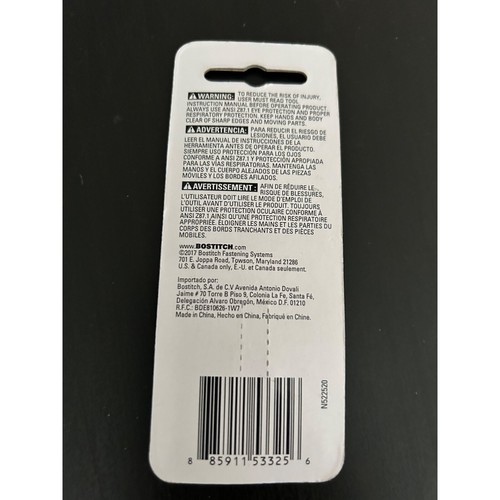 ⚠ WARNING: TO REDUCE THE RISK OF INJURY,
USER MUST READ TOOL
INSTRUCTION MANUAL BEFORE OPERATING PRODUCT.
ALWAYS USE ANSI Z87.1 EYE PROTECTION AND PROPER
RESPIRATORY PROTECTION. KEEP HANDS AND BODY
CLEAR OF SHARP EDGES AND MOVING PARTS.
⚠ ADVERTENCIA: PARA REDUCIR EL RIESGO DE
LESIONES, EL USUARIO DEBE
LEER EL MANUAL DE INSTRUCCIONES DE LA
HERRAMIENTA ANTES DE OPERAR EL PRODUCTO.
SIEMPRE USO PROTECCIÓN PARA LOS OJOS
CONFORME A ANSI Z87.1 Y PROTECCIÓN APROPIADA
PARA LAS VÍAS RESPIRATORIAS. MANTENGA LAS
MANOS Y EL CUERPO ALEJADOS DE LAS PIEZAS
MÓVILES Y LOS BORDES AFILADOS.
⚠ AVERTISSEMENT: AFIN DE RÉDUIRE LE
RISQUE DE BLESSURES,
L'UTILISATEUR DOIT LIRE LE MODE D'EMPLOI DE
L'OUTIL AVANT D'UTILISER LE PRODUIT. TOUJOURS
UTILISER UNE PROTECTION OCULAIRE CONFORME À ANSI
Z87.1 AINSI QU'UNE PROTECTION RESPIRATOIRE
APPROPRIÉE. ÉLOIGNER LES MAINS ET LES PARTIES DU
CORPS DES BORDS TRANCHANTS ET DES PIÈCES
MOBILES.
www.BOSTITCH.com
©2017 Bostitch Fastening Systems
701 E. Joppa Road, Towson, Maryland 21286
U.S. & Canada only, É.-U. et Canada seulement.
Importado por:
Bostitch, S.A. de C.V Avenida Antonio Dovali
Jaime # 70 Torre B Piso 9, Colonia La Fe, Santa Fé,
Delegación Alvaro Obregón, México D.F. 01210
R.F.C.: BDE810626-1W7
Made in China, Hecho en China, Fabriqué en Chine.
N522520
8 85911 53325 6